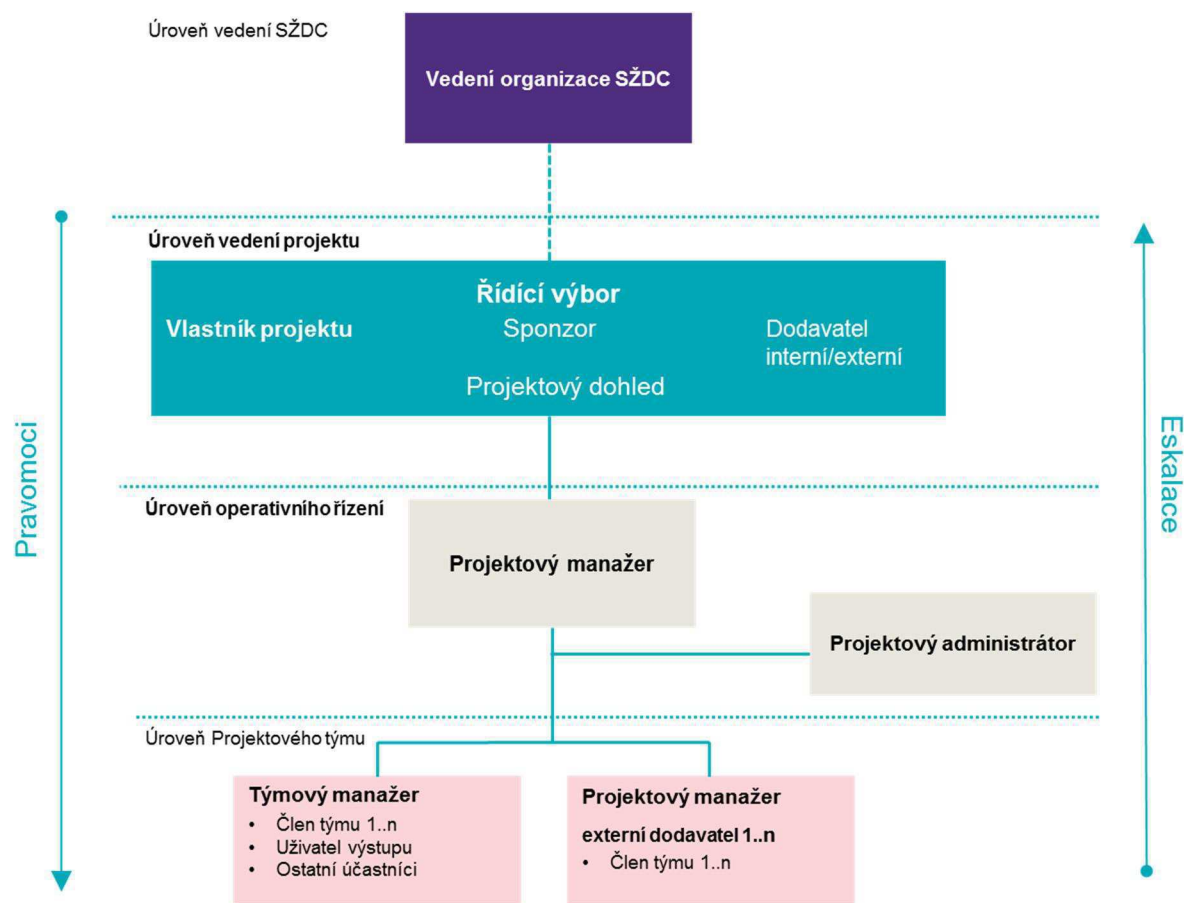 Úroveň vedení SŽDC
Vedení organizace SŽDC
Úroveň vedení projektu
Řídící výbor
Vlastník projektu
Sponzor
Dodavatel
interní/externí
Projektový dohled
Pravomoci
Eskalace
Úroveň operativního řízení
Projektový manažer
Projektový administrátor
Úroveň Projektového týmu
Týmový manažer
• Člen týmu 1..n
• Uživatel výstupu
• Ostatní účastníci
Projektový manažer
externí dodavatel 1..n
• Člen týmu 1..n